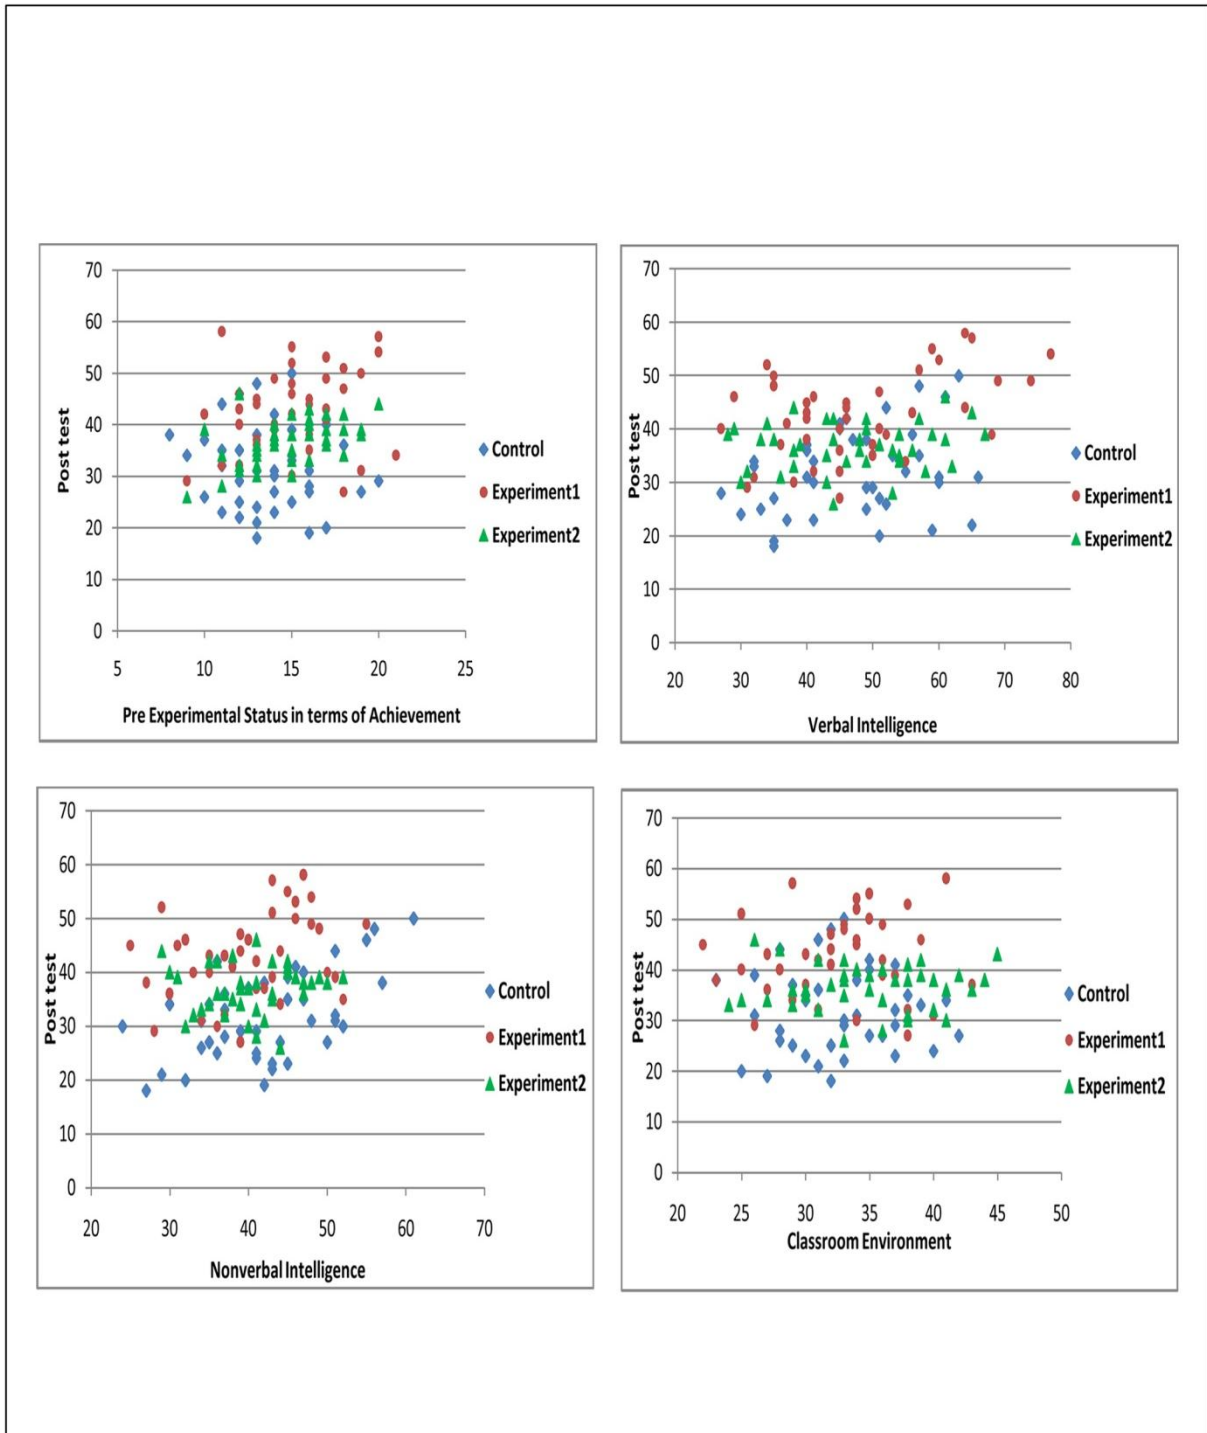 70
60
50
40
30
20
10
0
Post test
5 10 15 20 25
Pre Experimental Status in terms of Achievement
Control
Experiment1
Experiment2
70
60
50
40
30
20
10
0
Post test
20 30 40 50 60 70 80
Verbal Intelligence
Control
Experiment1
Experiment2
70
60
50
40
30
20
10
0
Post test
20 30 40 50 60 70
Nonverbal Intelligence
Control
Experiment1
Experiment2
70
60
50
40
30
20
10
0
Post test
20 25 30 35 40 45 50
Classroom Environment
Control
Experiment1
Experiment2